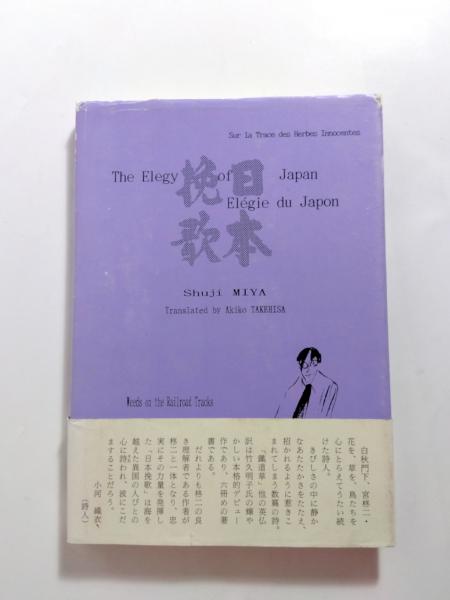 Sur la Trace des Herbes Innocentes
The Elegy of Japan
Elégie du Japon
日本
挽歌
Shuji MIYA
Translated by Akiko TAKEHISA
Weeds on the Railroad Tracks
白秋門下、宮柊二・
花を、草を、鳥たちを
心にとらえてうたい続
けた詩人。
きびしさの中に静か
なあたたかさをたたえ、
招かれるように惹きこ
まれてしまう数篇の詩。
「鐵道草」他の英仏
訳は竹久明子氏の輝や
かしい本格的デビュー
作であり、六冊めの著
書である。
だれよりも柊二の良
き理解者である作者が
柊二と一体となり、忠
実にその力量を発揮し
た「日本挽歌」は海を
越えた異国の人びとの
心に詩われ、波にこだ
ますることだろう。
小河 織衣
(詩人)